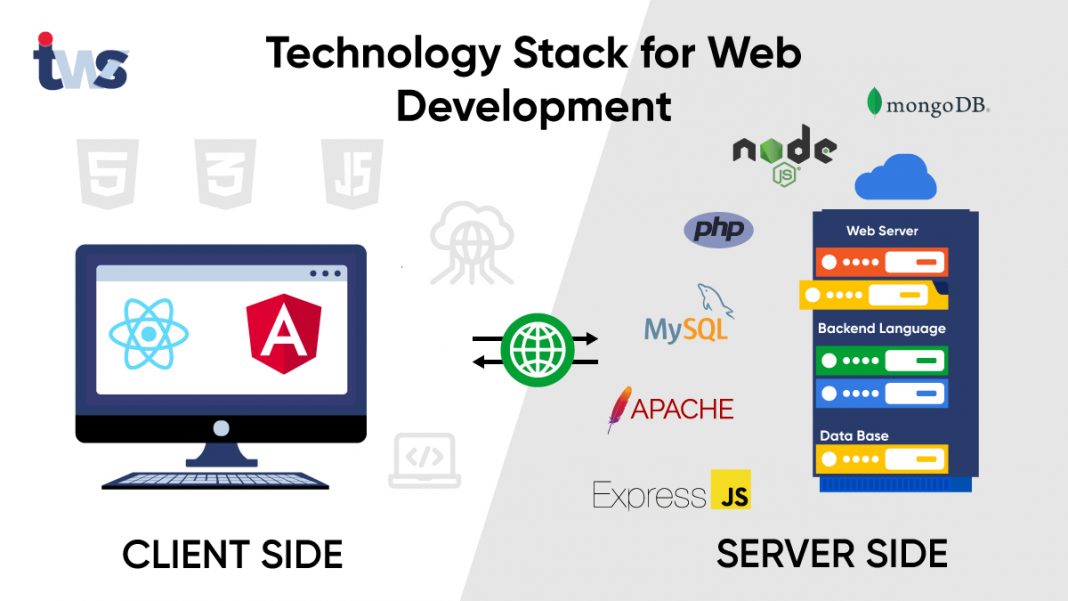 tws
Technology Stack for Web
Development
mongoDB®
node
JS®
5
3
JS
php
Web Server
MySQL
Backend Language
A
APACHE
Data Base
Express JS
CLIENT SIDE
SERVER SIDE